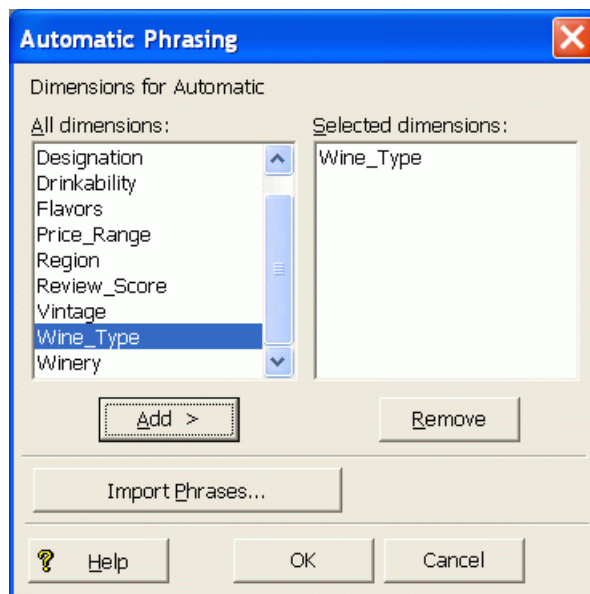 Automatic Phrasing
Dimensions for Automatic
All dimensions:
Designation
Drinkability
Flavors
Price_Range
Region
Review_Score
Vintage
Wine_Type
Winery
Selected dimensions:
Wine_Type
Add >
Remove
Import Phrases...
? Help
OK
Cancel